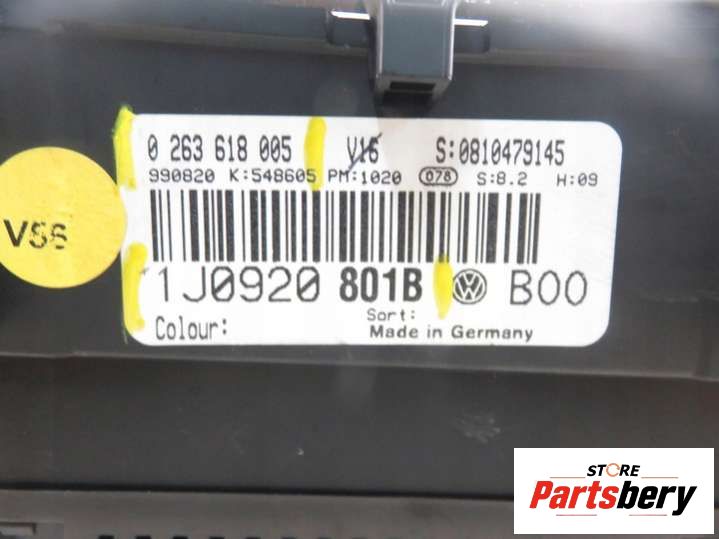 0 263 618 005 V16 S:0810479145
990820 K:548605 PM:1020 078 S:8.2 H:09
1J0920 801B B00
Sort:
Colour: Made in Germany
V56
STORE
Partsbery